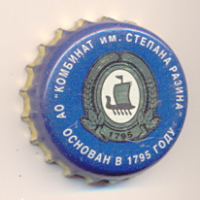 АО "КОМБИНАТ им. СТЕПАНА РАЗИНА"
1795
ОСНОВАН В 1795 ГОДУ